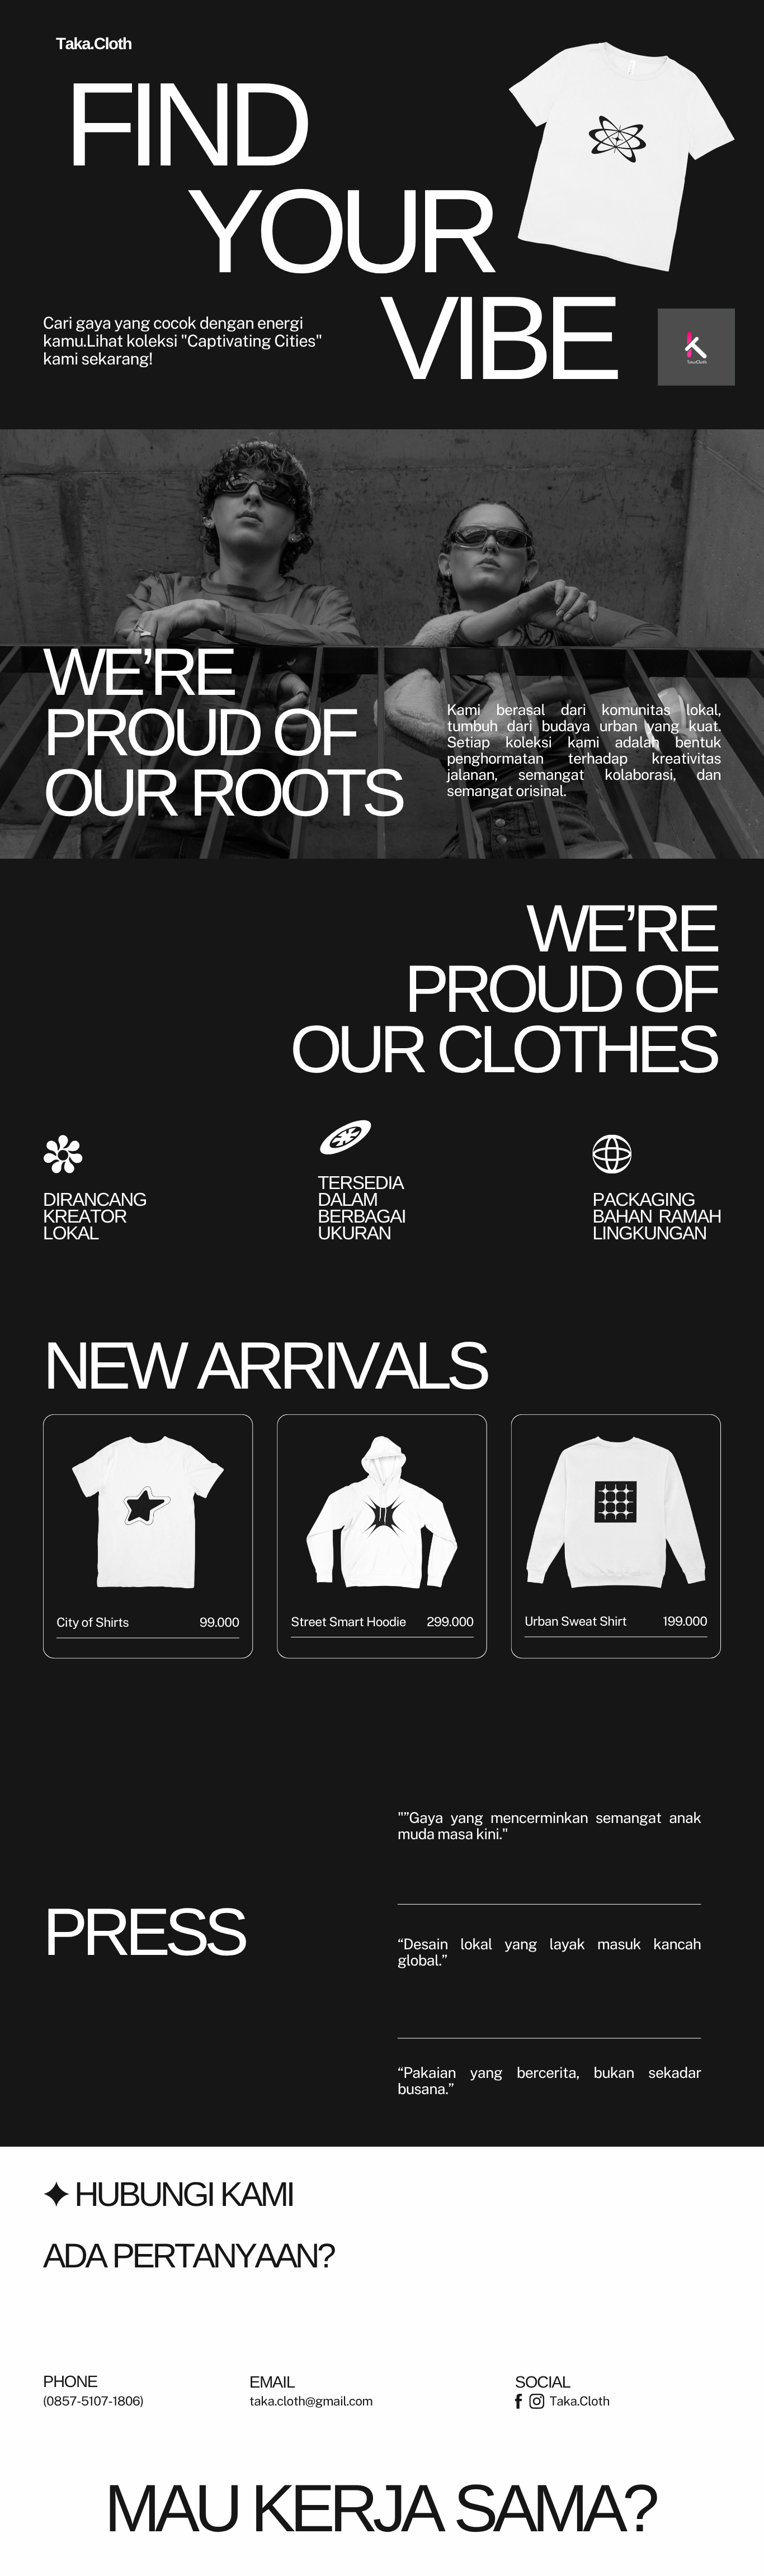 Taka.Cloth
FIND
YOUR
VIBE
Cari gaya yang cocok dengan energi
kamu.Lihat koleksi "Captivating Cities"
kami sekarang!
Taka.Cloth
WE’RE
PROUD OF
OUR ROOTS
Kami berasal dari komunitas lokal,
tumbuh dari budaya urban yang kuat.
Setiap koleksi kami adalah bentuk
penghormatan terhadap kreativitas
jalanan, semangat kolaborasi, dan
semangat orisinal.
WE’RE
PROUD OF
OUR CLOTHES
DIRANCANG
KREATOR
LOKAL
TERSEDIA
DALAM
BERBAGAI
UKURAN
PACKAGING
BAHAN RAMAH
LINGKUNGAN
NEW ARRIVALS
City of Shirts 99.000
Street Smart Hoodie 299.000
Urban Sweat Shirt 199.000
PRESS
"”Gaya yang mencerminkan semangat anak
muda masa kini."
“Desain lokal yang layak masuk kancah
global.”
“Pakaian yang bercerita, bukan sekadar
busana.”
HUBUNGI KAMI
ADA PERTANYAAN?
PHONE
(0857-5107-1806)
EMAIL
taka.cloth@gmail.com
SOCIAL
Taka.Cloth
MAU KERJA SAMA?